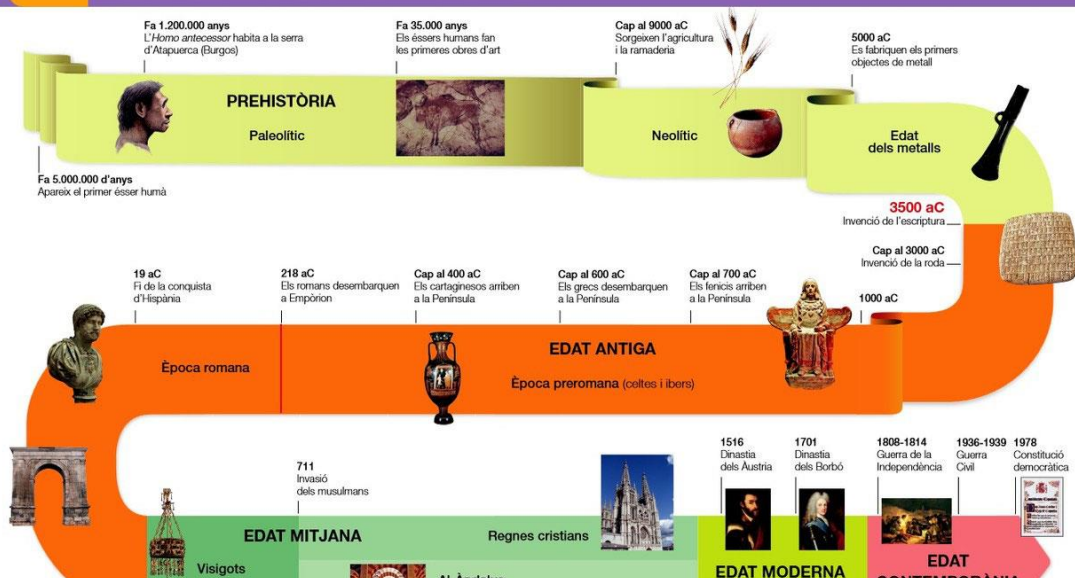 Fa 1.200.000 anys
L'Homo antecessor habita a la serra
d'Atapuerca (Burgos)
Fa 35.000 anys
Els éssers humans fan
les primeres obres d'art
Cap al 9000 aC
Sorgeixen l'agricultura
i la ramaderia
5000 aC
Es fabriquen els primers
objectes de metall
PREHISTÒRIA
Paleolític
Neolític
Edat
dels metalls
Fa 5.000.000 d'anys
Apareix el primer ésser humà
3500 aC
Invenció de l'escriptura
Cap al 3000 aC
Invenció de la roda
19 aC
Fi de la conquista
d'Hispània
218 aC
Els romans desembarquen
a Empòrion
Cap al 400 aC
Els cartaginesos arriben
a la Península
Cap al 600 aC
Els grecs desembarquen
a la Península
Cap al 700 aC
Els fenicis arriben
a la Península
1000 aC
EDAT ANTIGA
Època romana
Època preromana (celtes i ibers)
711
Invasió
dels musulmans
1516
Dinastia
dels Àustria
1701
Dinastia
dels Borbó
1808-1814
Guerra de la
Independència
1936-1939
Guerra
Civil
1978
Constitució
democràtica
EDAT MITJANA
Regnes cristians
Visigots
EDAT MODERNA
EDAT